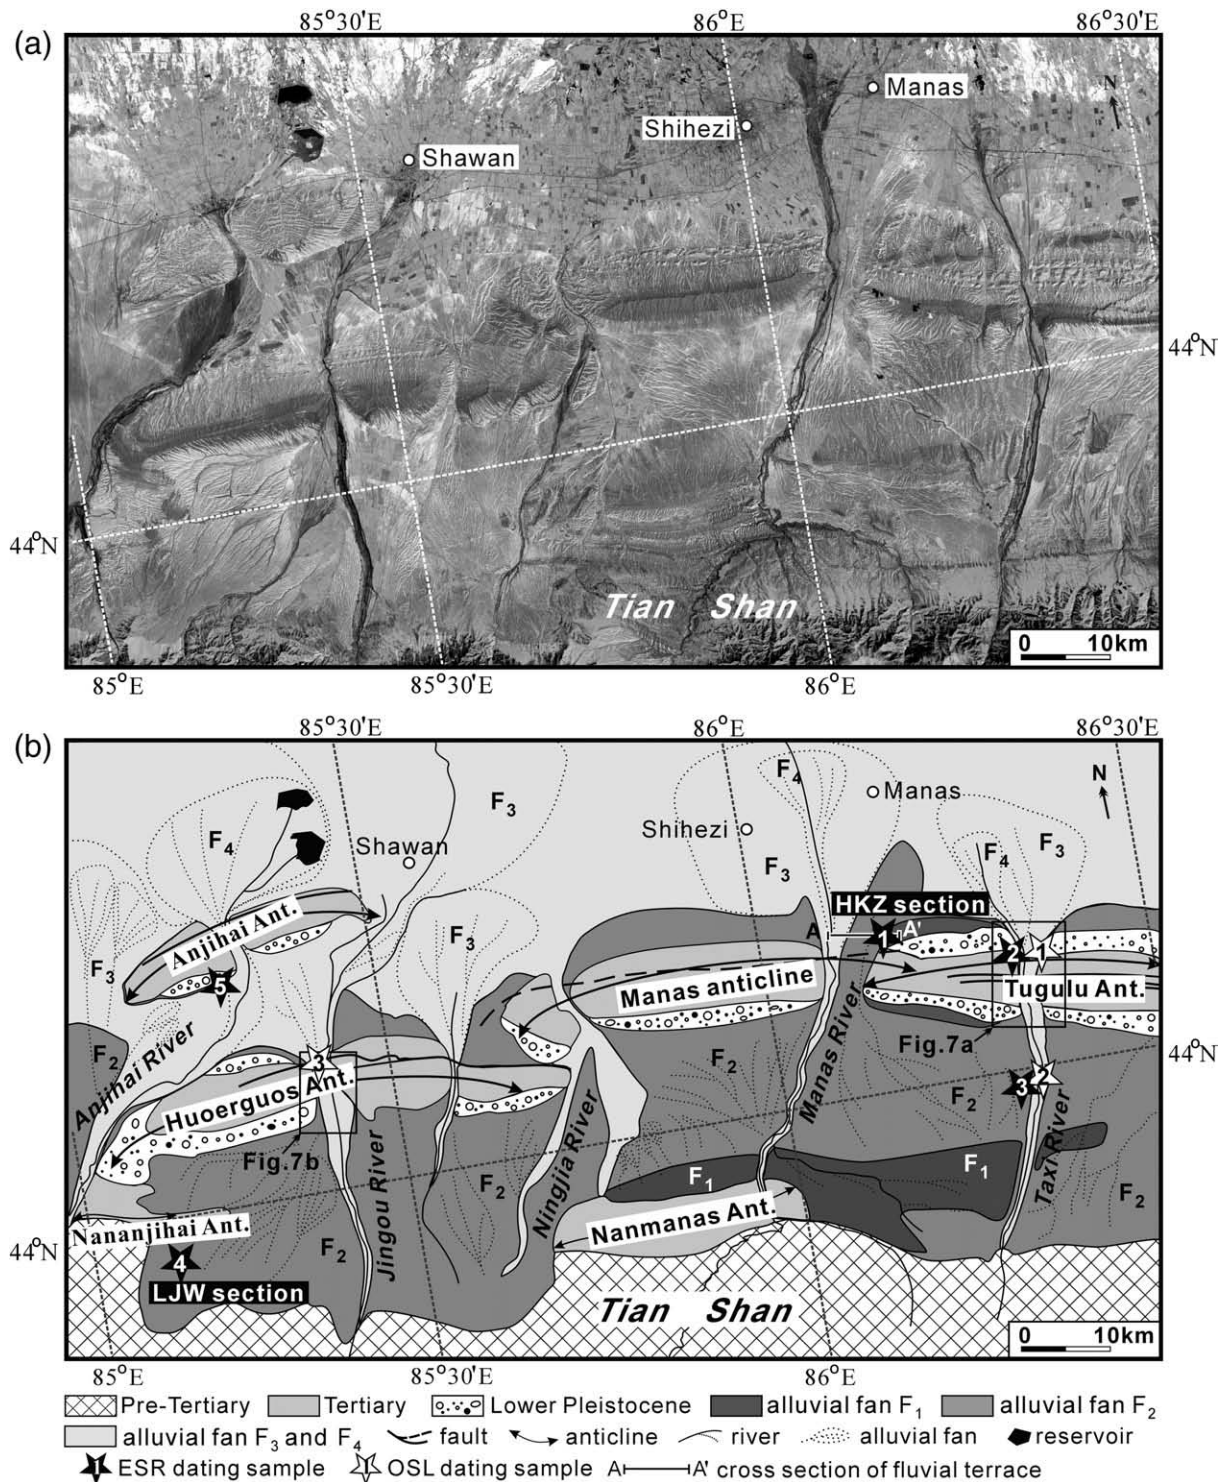 (a)
85°30'E 86°E 86°30'E
Manas
N
Shihezi
Shawan
44°N
44°N
Tian Shan
0 10km
85°E 85°30'E 86°E
(b)
85°30'E 86°E 86°30'E
F4
F3
Manas
N
Shihezi
F4
Shawan
F3
F4
F3
HKZ section
Anjihai Ant.
F3
A 1 A'
2 1
F3
5
Manas anticline
Tugulu Ant.
F2
3
Fig.7a
44°N
Anjihai River
Huoerguos Ant.
F2
Manas River
F2
3 2
Fig.7b
Jingou River
F2
Ningjia River
F1
F1
Taxi River
F2
Nananjihai Ant.
F2
Nanmanas Ant.
44°N
4
LJW section
Tian Shan
0 10km
85°E 85°30'E 86°E
Pre-Tertiary Tertiary Lower Pleistocene alluvial fan F1 alluvial fan F2
alluvial fan F3 and F4 fault anticline river alluvial fan reservoir
1 ESR dating sample 1 OSL dating sample A A' cross section of fluvial terrace